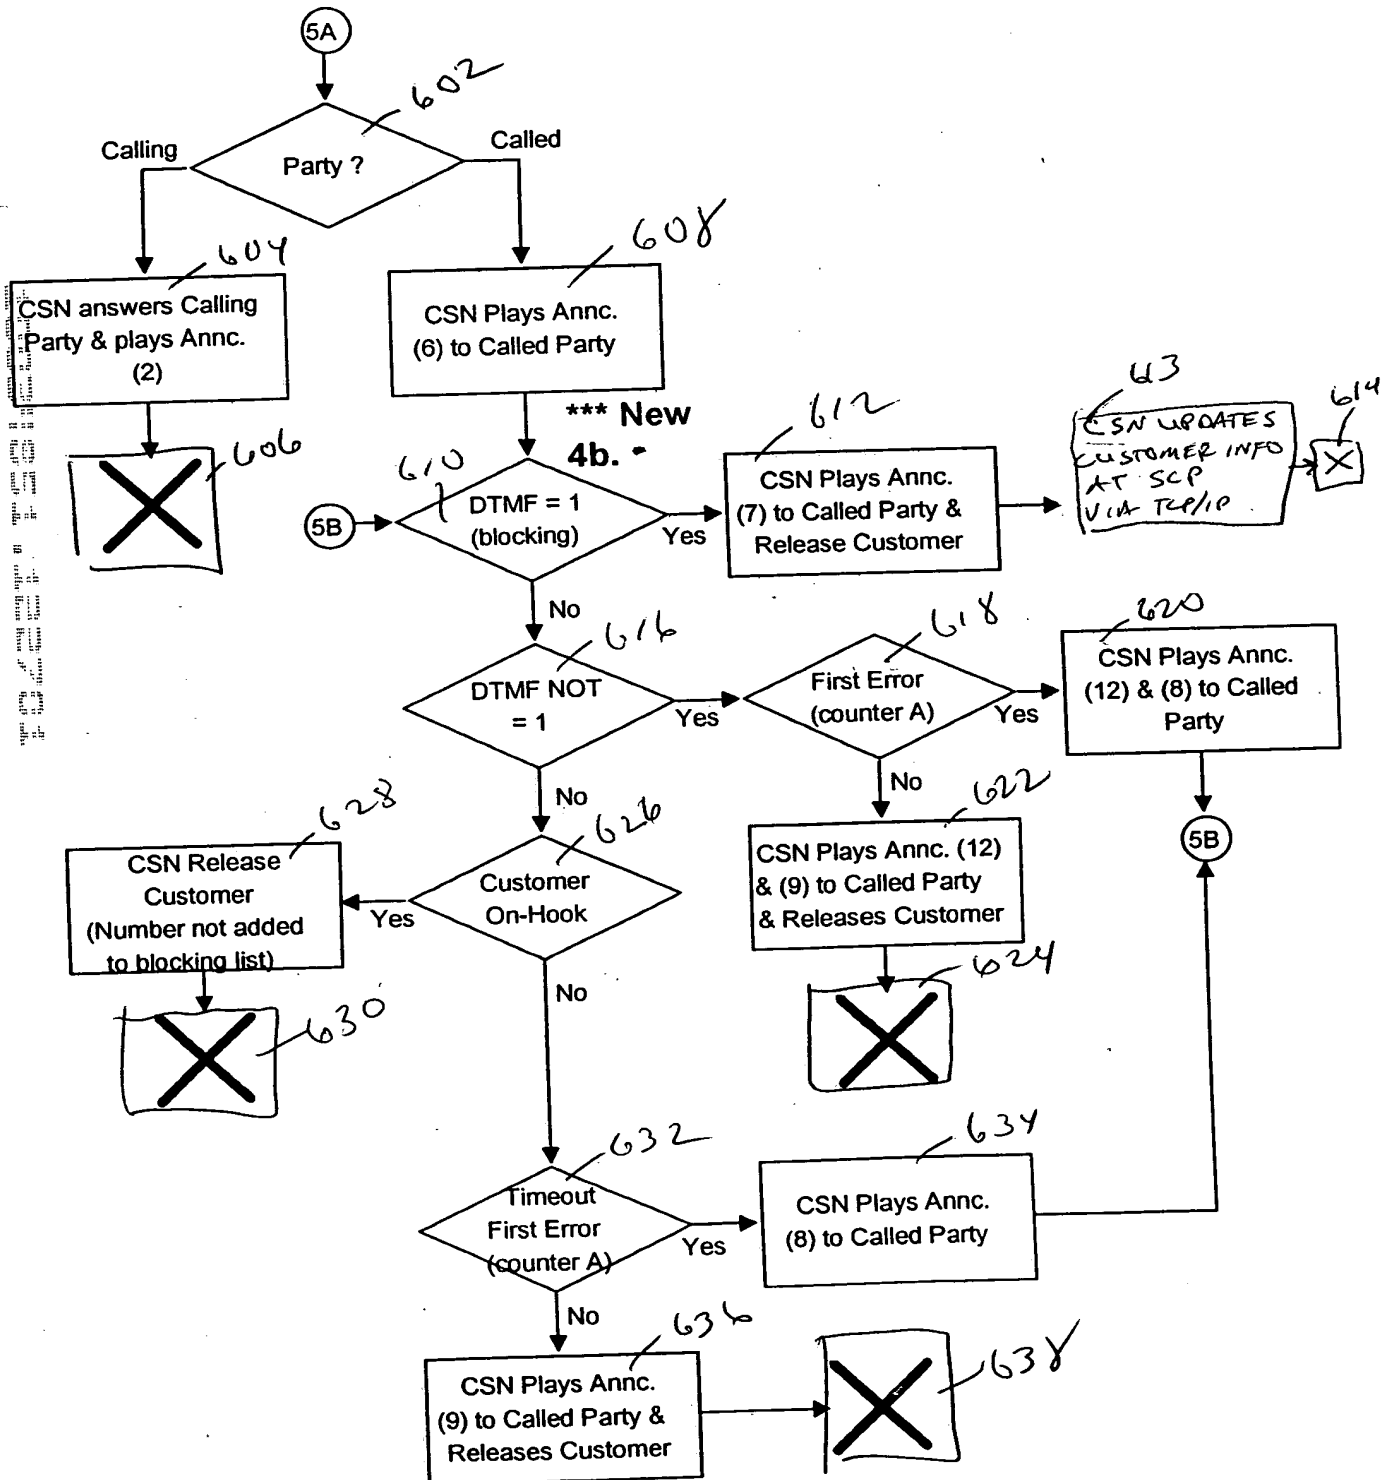 5A
602
Calling
Called
Party ?
604
608
CSN answers Calling
Party & plays Annc.
(2)
CSN Plays Annc.
(6) to Called Party
*** New
4b.
606
610
5B
DTMF = 1
(blocking)
Yes
612
CSN Plays Annc.
(7) to Called Party &
Release Customer
613
CSN UPDATES
CUSTOMER INFO
AT SCP
VIA TCP/IP
614
No
616
DTMF NOT
= 1
Yes
618
First Error
(counter A)
Yes
620
CSN Plays Annc.
(12) & (8) to Called
Party
No
No
5B
628
CSN Release
Customer
(Number not added
to blocking list)
Yes
626
Customer
On-Hook
622
CSN Plays Annc. (12)
& (9) to Called Party
& Releases Customer
No
630
624
632
Timeout
First Error
(counter A)
Yes
634
CSN Plays Annc.
(8) to Called Party
No
636
CSN Plays Annc.
(9) to Called Party &
Releases Customer
638